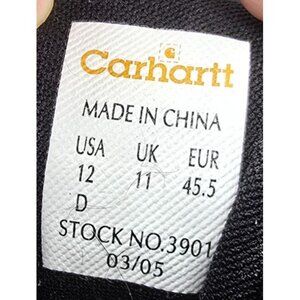 Carhartt
MADE IN CHINA
USA UK EUR
12 11 45.5
D
STOCK NO.3901
03/05